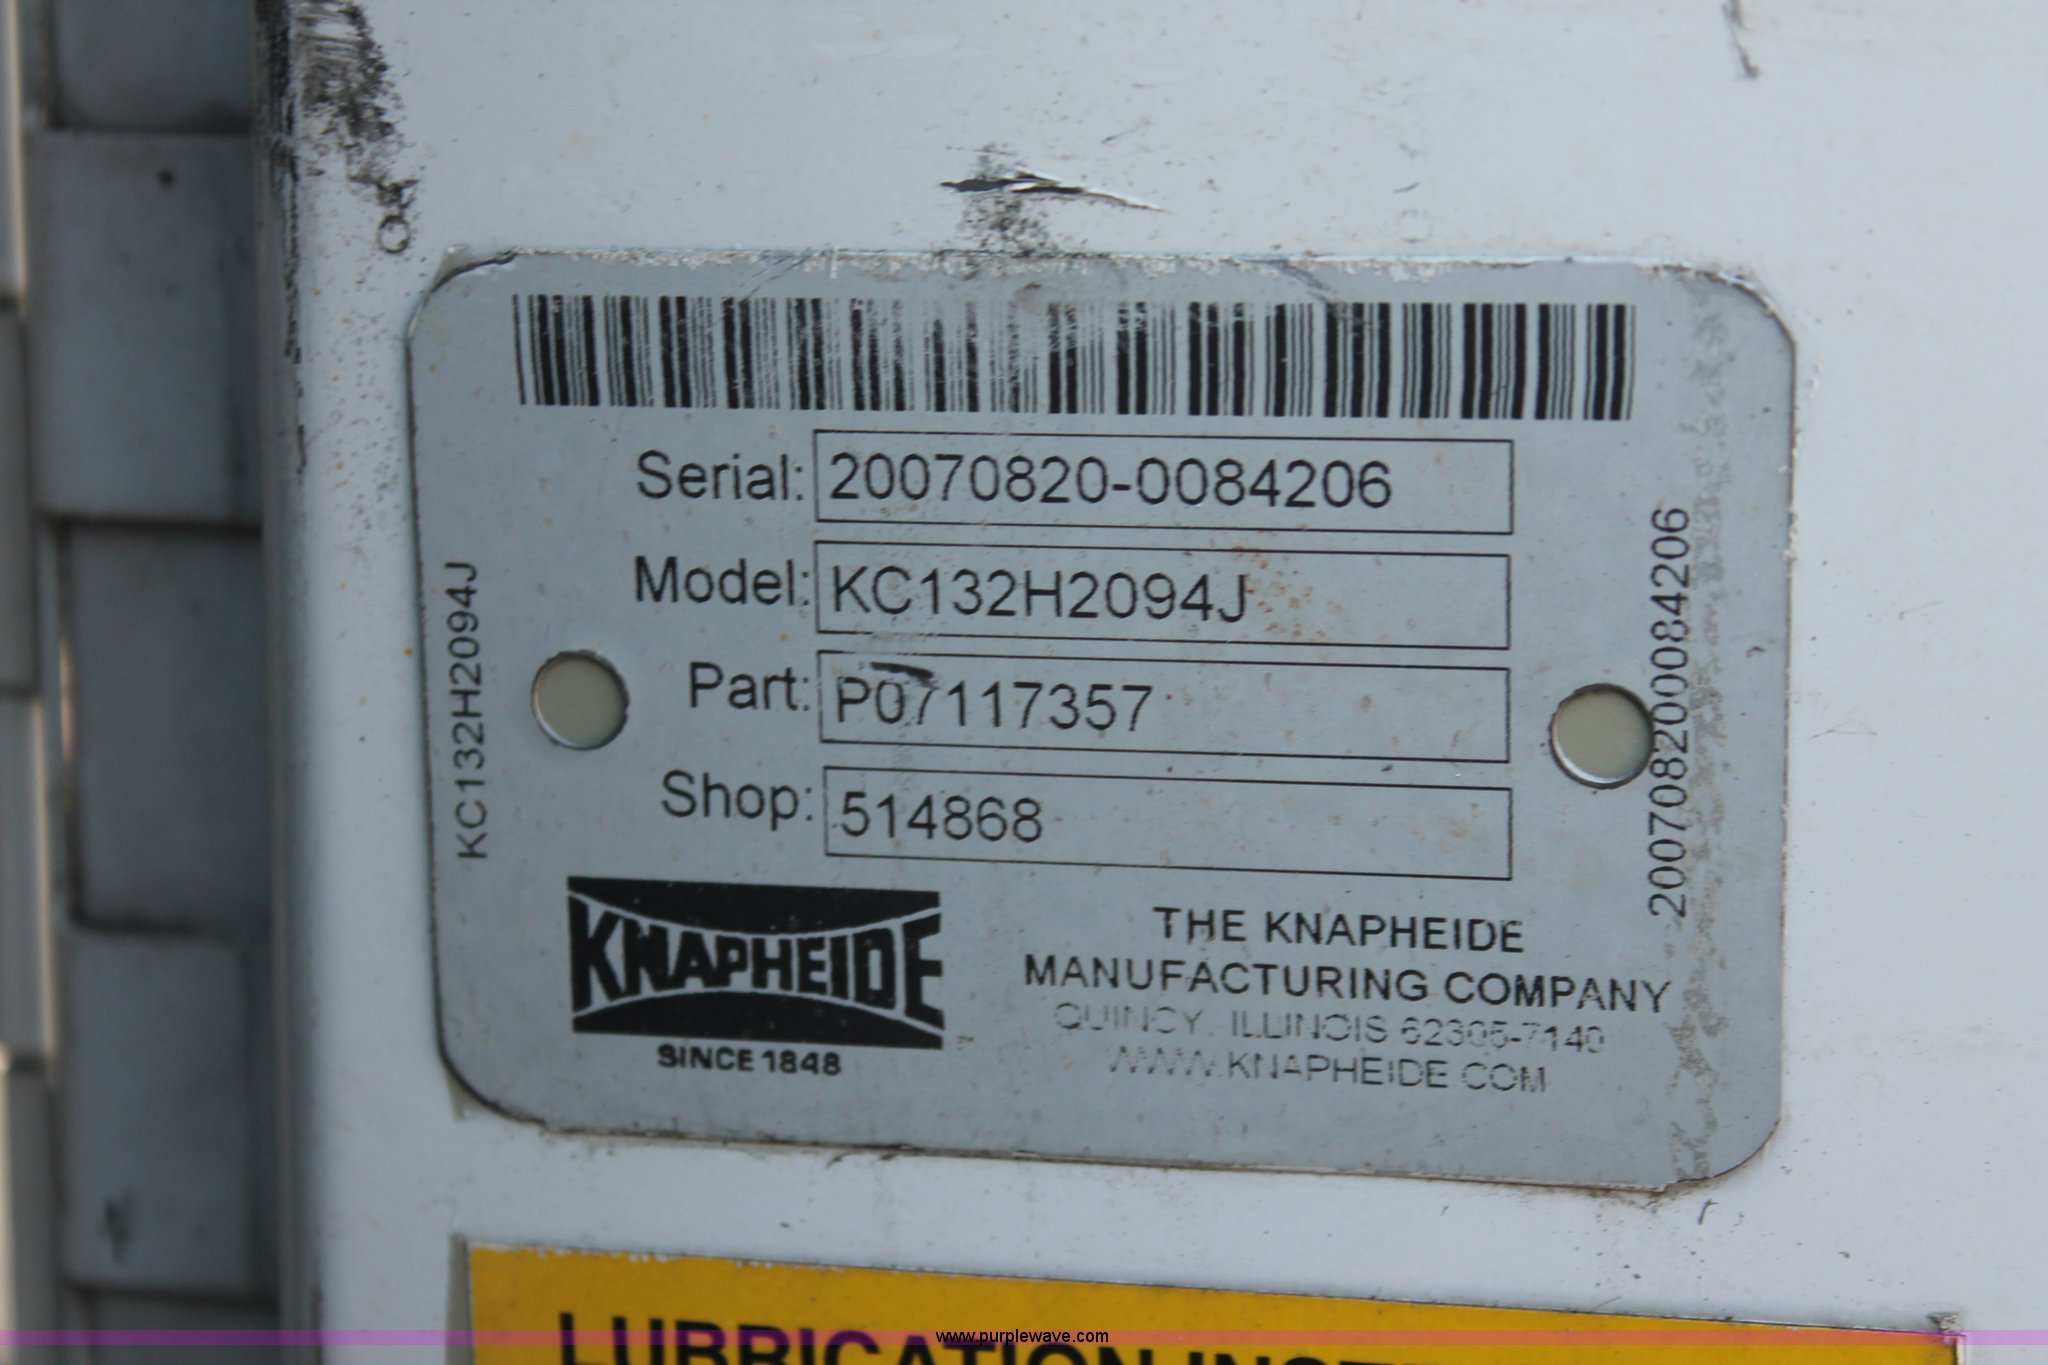 Serial: 20070820-0084206
Model: KC132H2094J
Part: P07117357
Shop: 514868
KC132H2094J
200708200084206
KNAPHEIDE
SINCE 1848
THE KNAPHEIDE
MANUFACTURING COMPANY
QUINCY, ILLINOIS 62305-7140
WWW.KNAPHEIDE.COM
LUBRICATION
www.purplewave.com